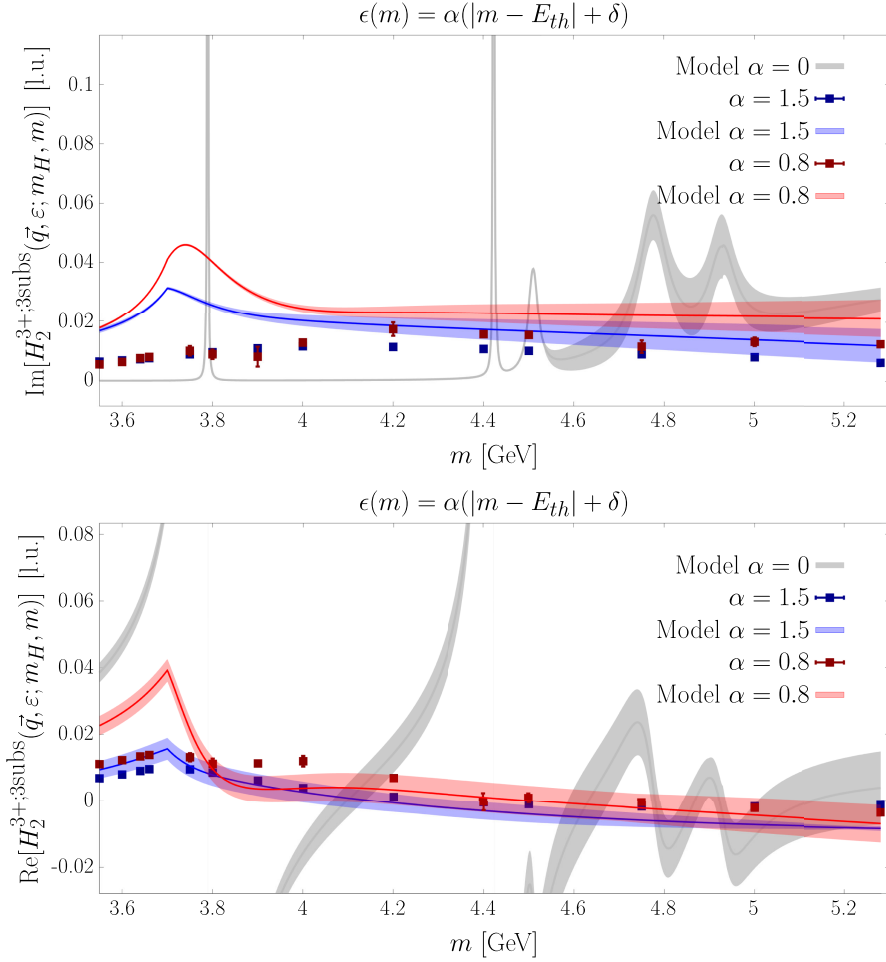 ϵ(m) = α(|m − E_{th}| + δ)
Im[H_2^{3+;3subs}(q⃗, ε; m_H, m)] [l.u.]
0.1
0.08
0.06
0.04
0.02
0
Model α = 0
α = 1.5
Model α = 1.5
α = 0.8
Model α = 0.8
3.6 3.8 4 4.2 4.4 4.6 4.8 5 5.2
m [GeV]
ϵ(m) = α(|m − E_{th}| + δ)
Re[H_2^{3+;3subs}(q⃗, ε; m_H, m)] [l.u.]
0.08
0.06
0.04
0.02
0
-0.02
Model α = 0
α = 1.5
Model α = 1.5
α = 0.8
Model α = 0.8
3.6 3.8 4 4.2 4.4 4.6 4.8 5 5.2
m [GeV]